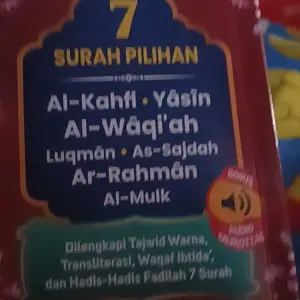 7
SURAH PILIHAN
Al-Kahfi • Yâsîn
Al-Wâqi'ah
Luqmân • As-Sajdah
Ar-Rahmân
Al-Mulk
BONUS
AUDIO
MUROTTAL
Dilengkapi Tajwid Warna,
Transliterasi, Waqaf Ibtida',
dan Hadis-Hadis Fadilah 7 Surah